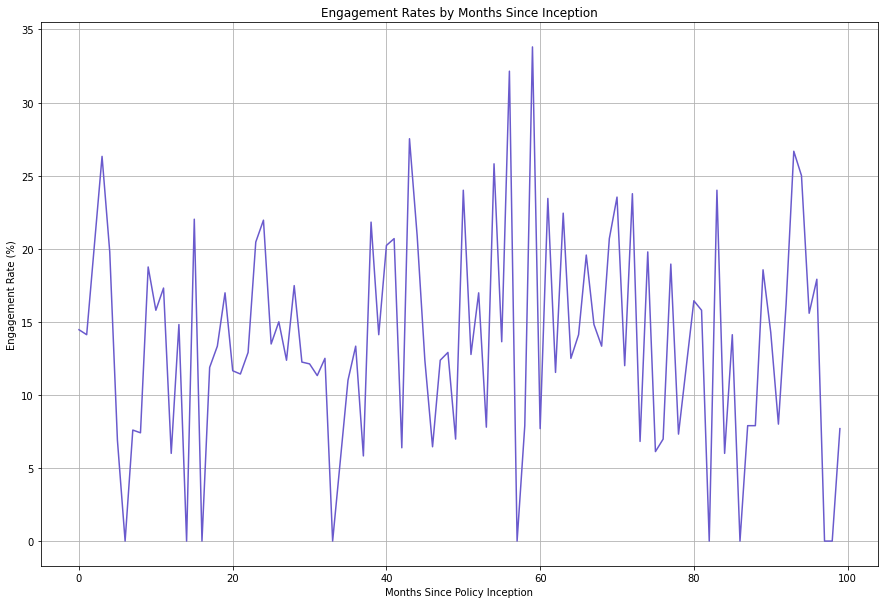 Engagement Rates by Months Since Inception
Engagement Rate (%)
35
30
25
20
15
10
5
0
0 20 40 60 80 100
Months Since Policy Inception